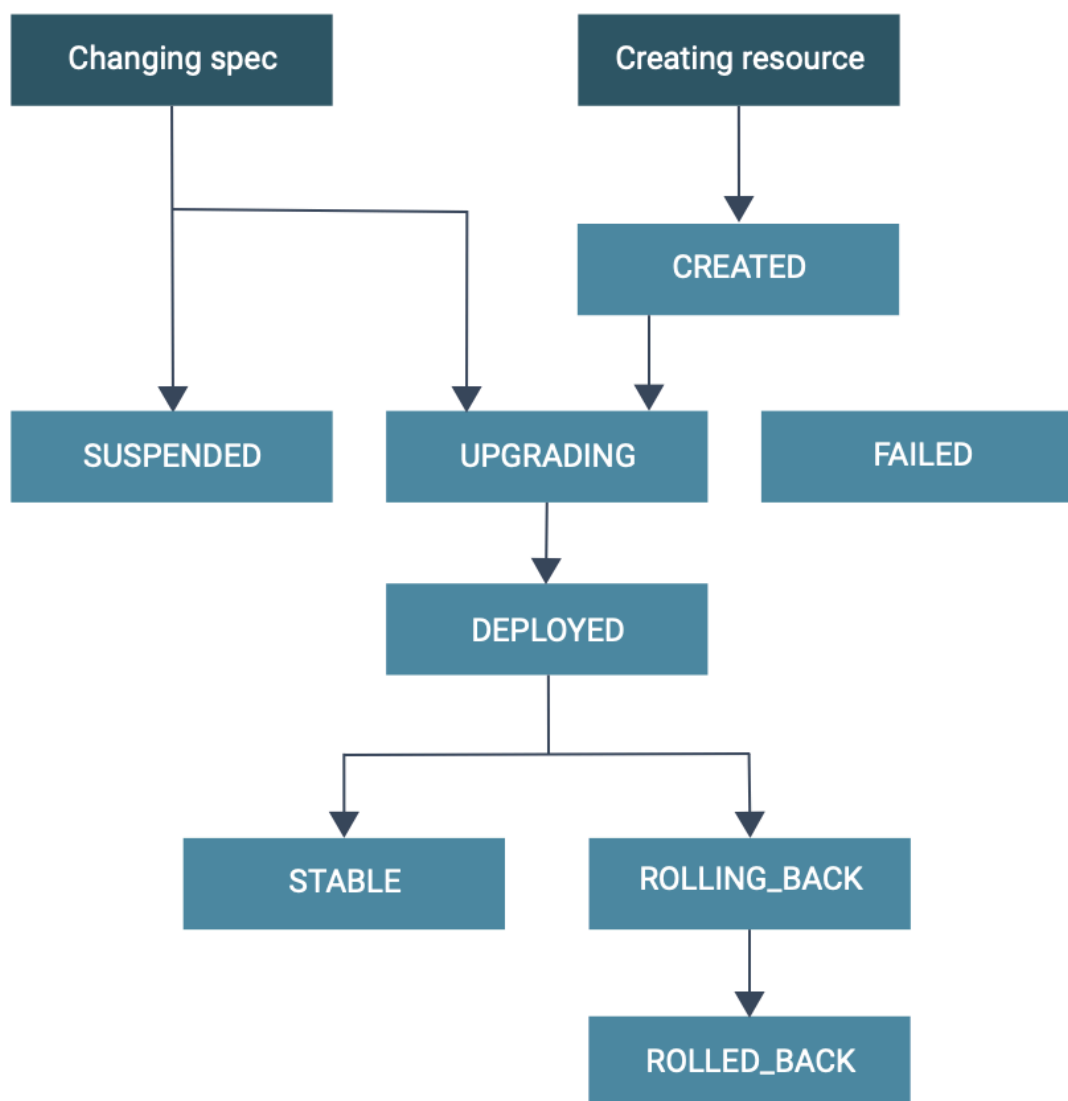 Changing spec
Creating resource
CREATED
SUSPENDED
UPGRADING
FAILED
DEPLOYED
STABLE
ROLLING_BACK
ROLLED_BACK